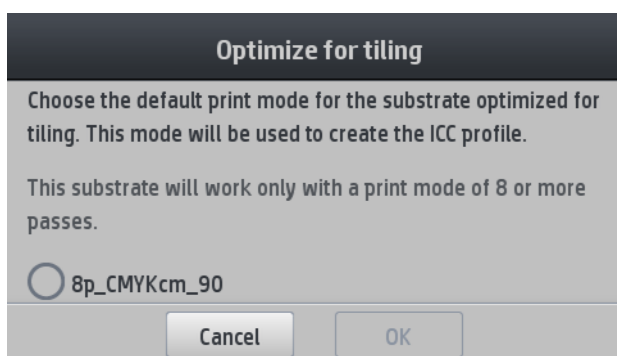 Optimize for tiling
Choose the default print mode for the substrate optimized for
tiling. This mode will be used to create the ICC profile.
This substrate will work only with a print mode of 8 or more
passes.
8p_CMYKcm_90
Cancel OK